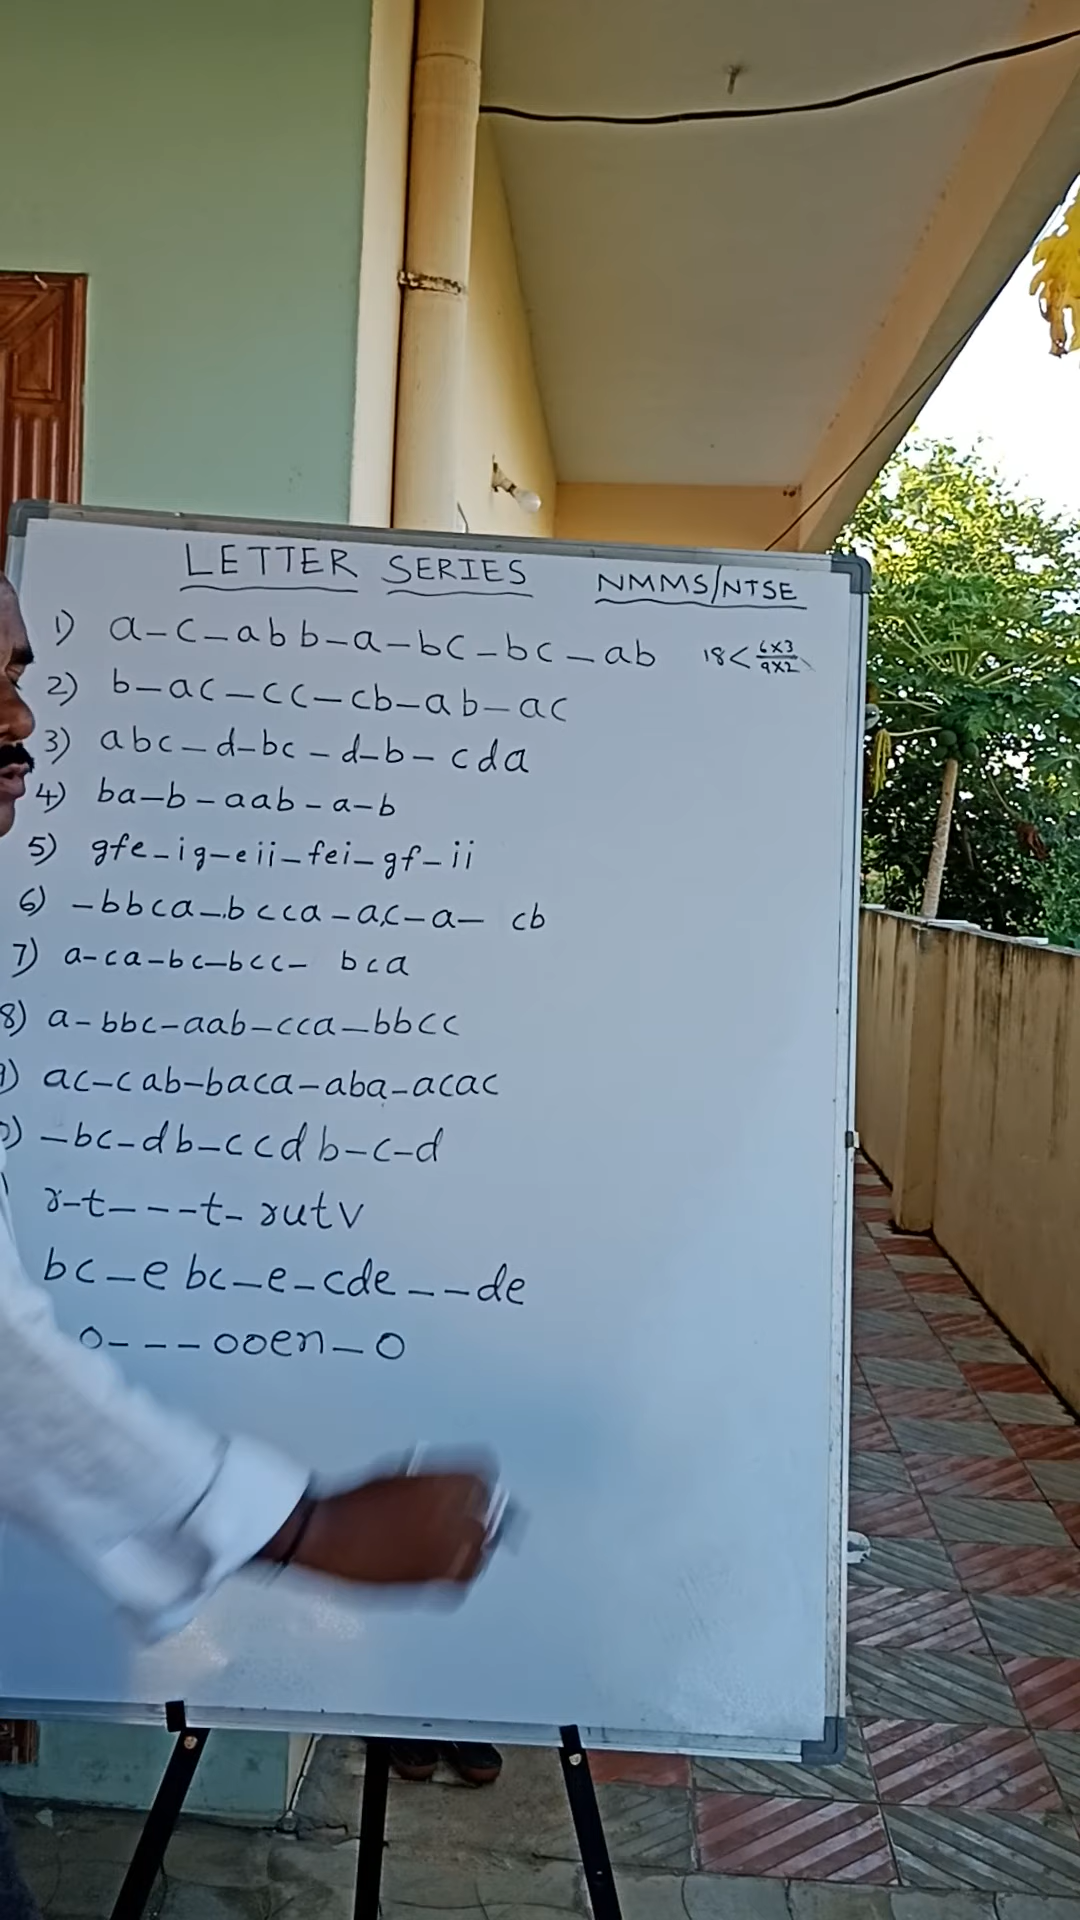 LETTER SERIES NMMS/NTSE
1) a-c-abb-a-bc-bc-ab 18< 6x3/9x2
2) b-ac-cc-cb-ab-ac
3) abc-d-bc-d-b-cda
4) ba-b-aab-a-b
5) gfe-ig-eii-fei-gf-ii
6) -bbca-bcca-ac-a- cb
7) a-ca-bc-bcc- bca
8) a-bbc-aab-cca-bbcc
) ac-cab-baca-aba-acac
) -bc-db-ccdb-c-d
r-t----t- rutv
bc-e bc-e-cde--de
o---ooen-o